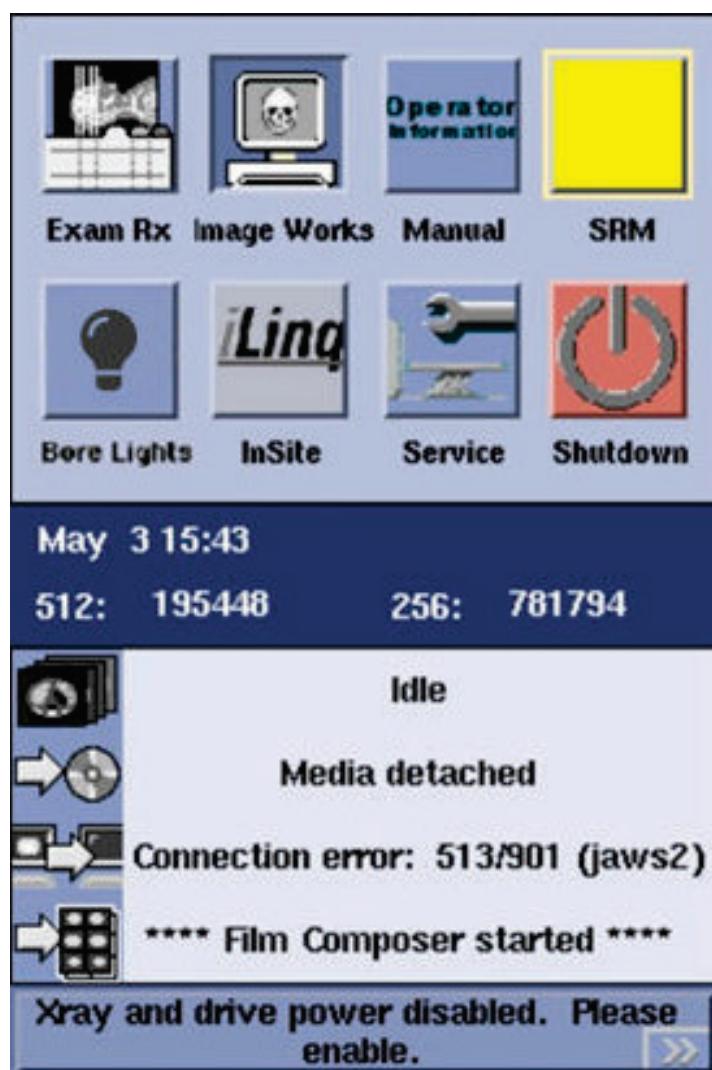 Operator
Information
Exam Rx Image Works Manual SRM
iLinq
Bore Lights InSite Service Shutdown
May 3 15:43
512: 195448 256: 781794
Idle
Media detached
Connection error: 513/901 (jaws2)
**** Film Composer started ****
Xray and drive power disabled. Please
enable.
>>